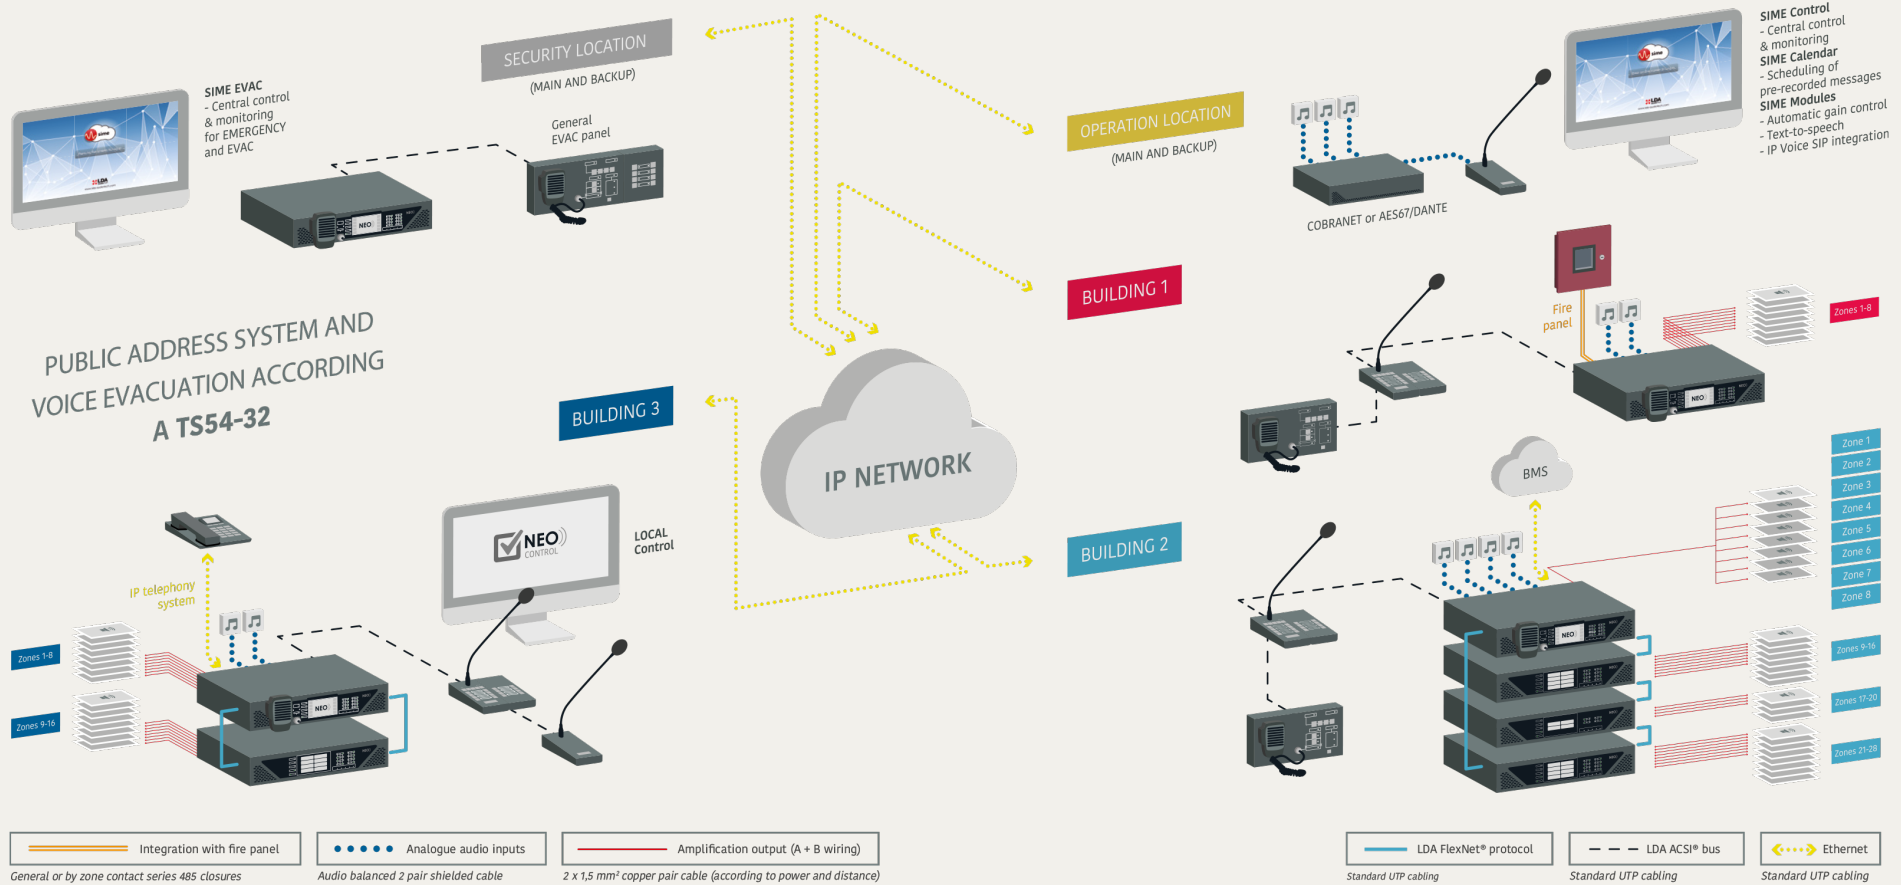 SECURITY LOCATION
(MAIN AND BACKUP)
SIME EVAC
- Central control
& monitoring
for EMERGENCY
and EVAC
sime
LDA
General
EVAC panel
NEO
OPERATION LOCATION
(MAIN AND BACKUP)
COBRANET or AES67/DANTE
sime
LDA
SIME Control
- Central control
& monitoring
SIME Calendar
- Scheduling of
pre-recorded messages
SIME Modules
- Automatic gain control
- Text-to-speech
- IP Voice SIP integration
PUBLIC ADDRESS SYSTEM AND
VOICE EVACUATION ACCORDING
A TS54-32
BUILDING 1
Fire
panel
Zones 1-8
NEO
BUILDING 3
IP NETWORK
BUILDING 2
BMS
Zone 1
Zone 2
Zone 3
Zone 4
Zone 5
Zone 6
Zone 7
Zone 8
NEO
Zones 9-16
Zones 17-20
Zones 21-28
IP telephony
system
NEO
CONTROL
LOCAL
Control
Zones 1-8
Zones 9-16
NEO
Integration with fire panel
General or by zone contact series 485 closures
Analogue audio inputs
Audio balanced 2 pair shielded cable
Amplification output (A + B wiring)
2 x 1,5 mm² copper pair cable (according to power and distance)
LDA FlexNet® protocol
Standard UTP cabling
LDA ACSI® bus
Standard UTP cabling
Ethernet
Standard UTP cabling